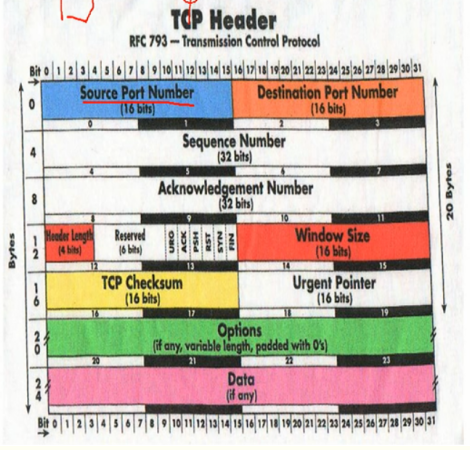 TCP Header
RFC 793 — Transmission Control Protocol
Bit 0 1 2 3 4 5 6 7 8 9 10 11 12 13 14 15 16 17 18 19 20 21 22 23 24 25 26 27 28 29 30 31
0 Source Port Number Destination Port Number
(16 bits) (16 bits)
0 1 2 3
4 Sequence Number
(32 bits)
4 5 6 7
8 Acknowledgement Number
(32 bits)
8 9 10 11
12 Header Length Reserved URG ACK PSH RST SYN FIN Window Size
(4 bits) (6 bits) (16 bits)
12 13 14 15
16 TCP Checksum Urgent Pointer
(16 bits) (16 bits)
16 17 18 19
20 Options
(if any, variable length, padded with 0's)
20 21 22 23
24 Data
(if any)
Bit 0 1 2 3 4 5 6 7 8 9 10 11 12 13 14 15 16 17 18 19 20 21 22 23 24 25 26 27 28 29 30 31
Bytes
20 Bytes